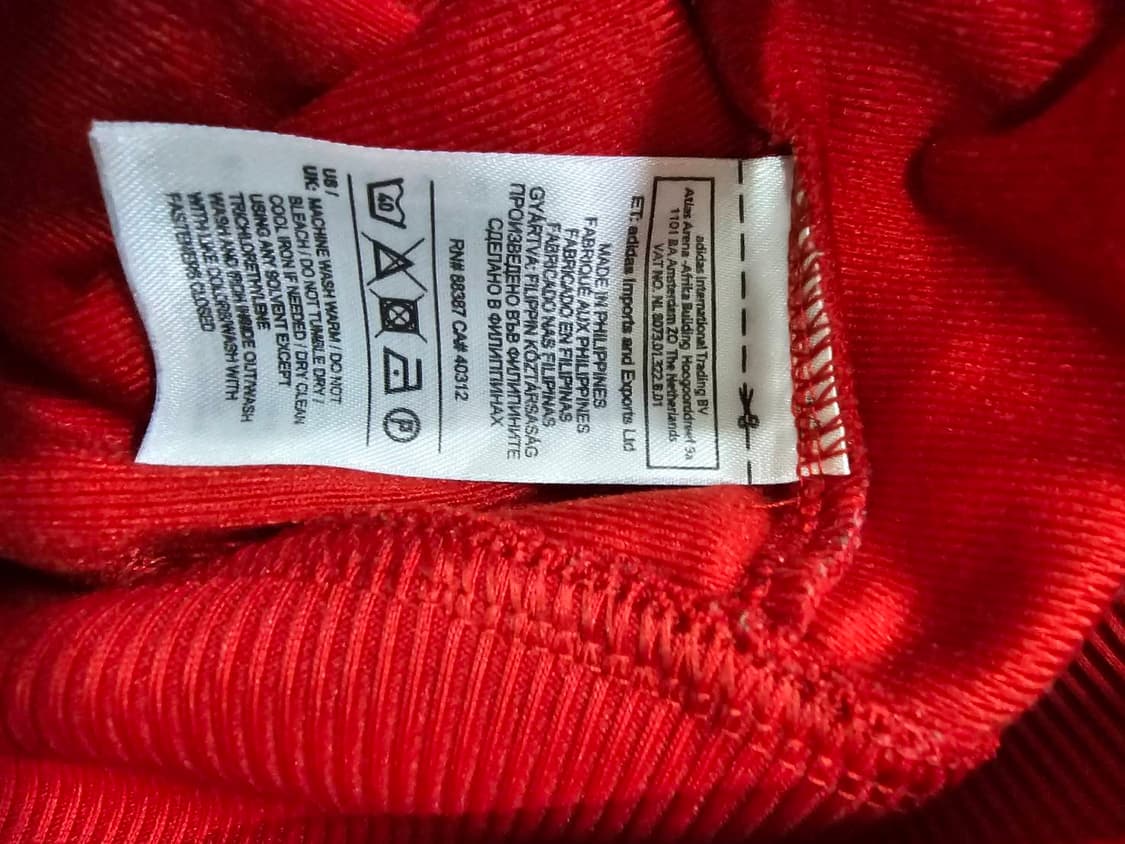 adidas International Trading BV
Atlas Arena -Afrika Building Hoogoorddreef 9a
1101 BA Amsterdam ZO The Netherlands
VAT NO. NL 8073.91.322.B.01
ET: adidas Imports and Exports Ltd
MADE IN PHILIPPINES
FABRIQUE AUX PHILIPPINES
FABRICADO EN FILIPINAS
FABRICADO NAS FILIPINAS
GYÁRTVA: FILIPPIN KÖZTÁRSASÁG
ПРОИЗВЕДЕНО ВЪВ ФИЛИПИНИТЕ
СДЕЛАНО В ФИЛИППИНАХ
RN# 88387 CA# 40312
40
P
US /
UK: MACHINE WASH WARM / DO NOT
BLEACH / DO NOT TUMBLE DRY /
COOL IRON IF NEEDED / DRY CLEAN
USING ANY SOLVENT EXCEPT
TRICHLORETHYLENE
WASH AND IRON INSIDE OUT/WASH
WITH LIKE COLORS/WASH WITH
FASTENERS CLOSED